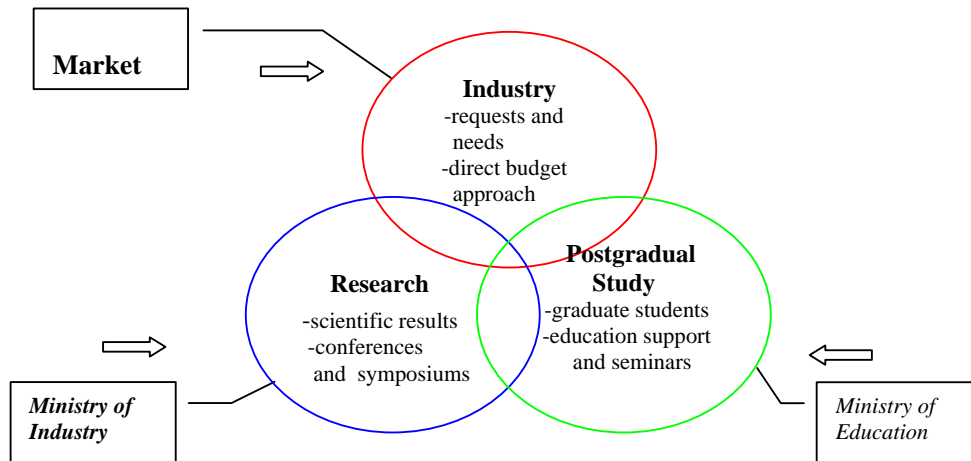 Market
Industry
-requests and
needs
-direct budget
approach
Research
-scientific results
-conferences
and symposiums
Postgradual
Study
-graduate students
-education support
and seminars
Ministry of
Industry
Ministry of
Education